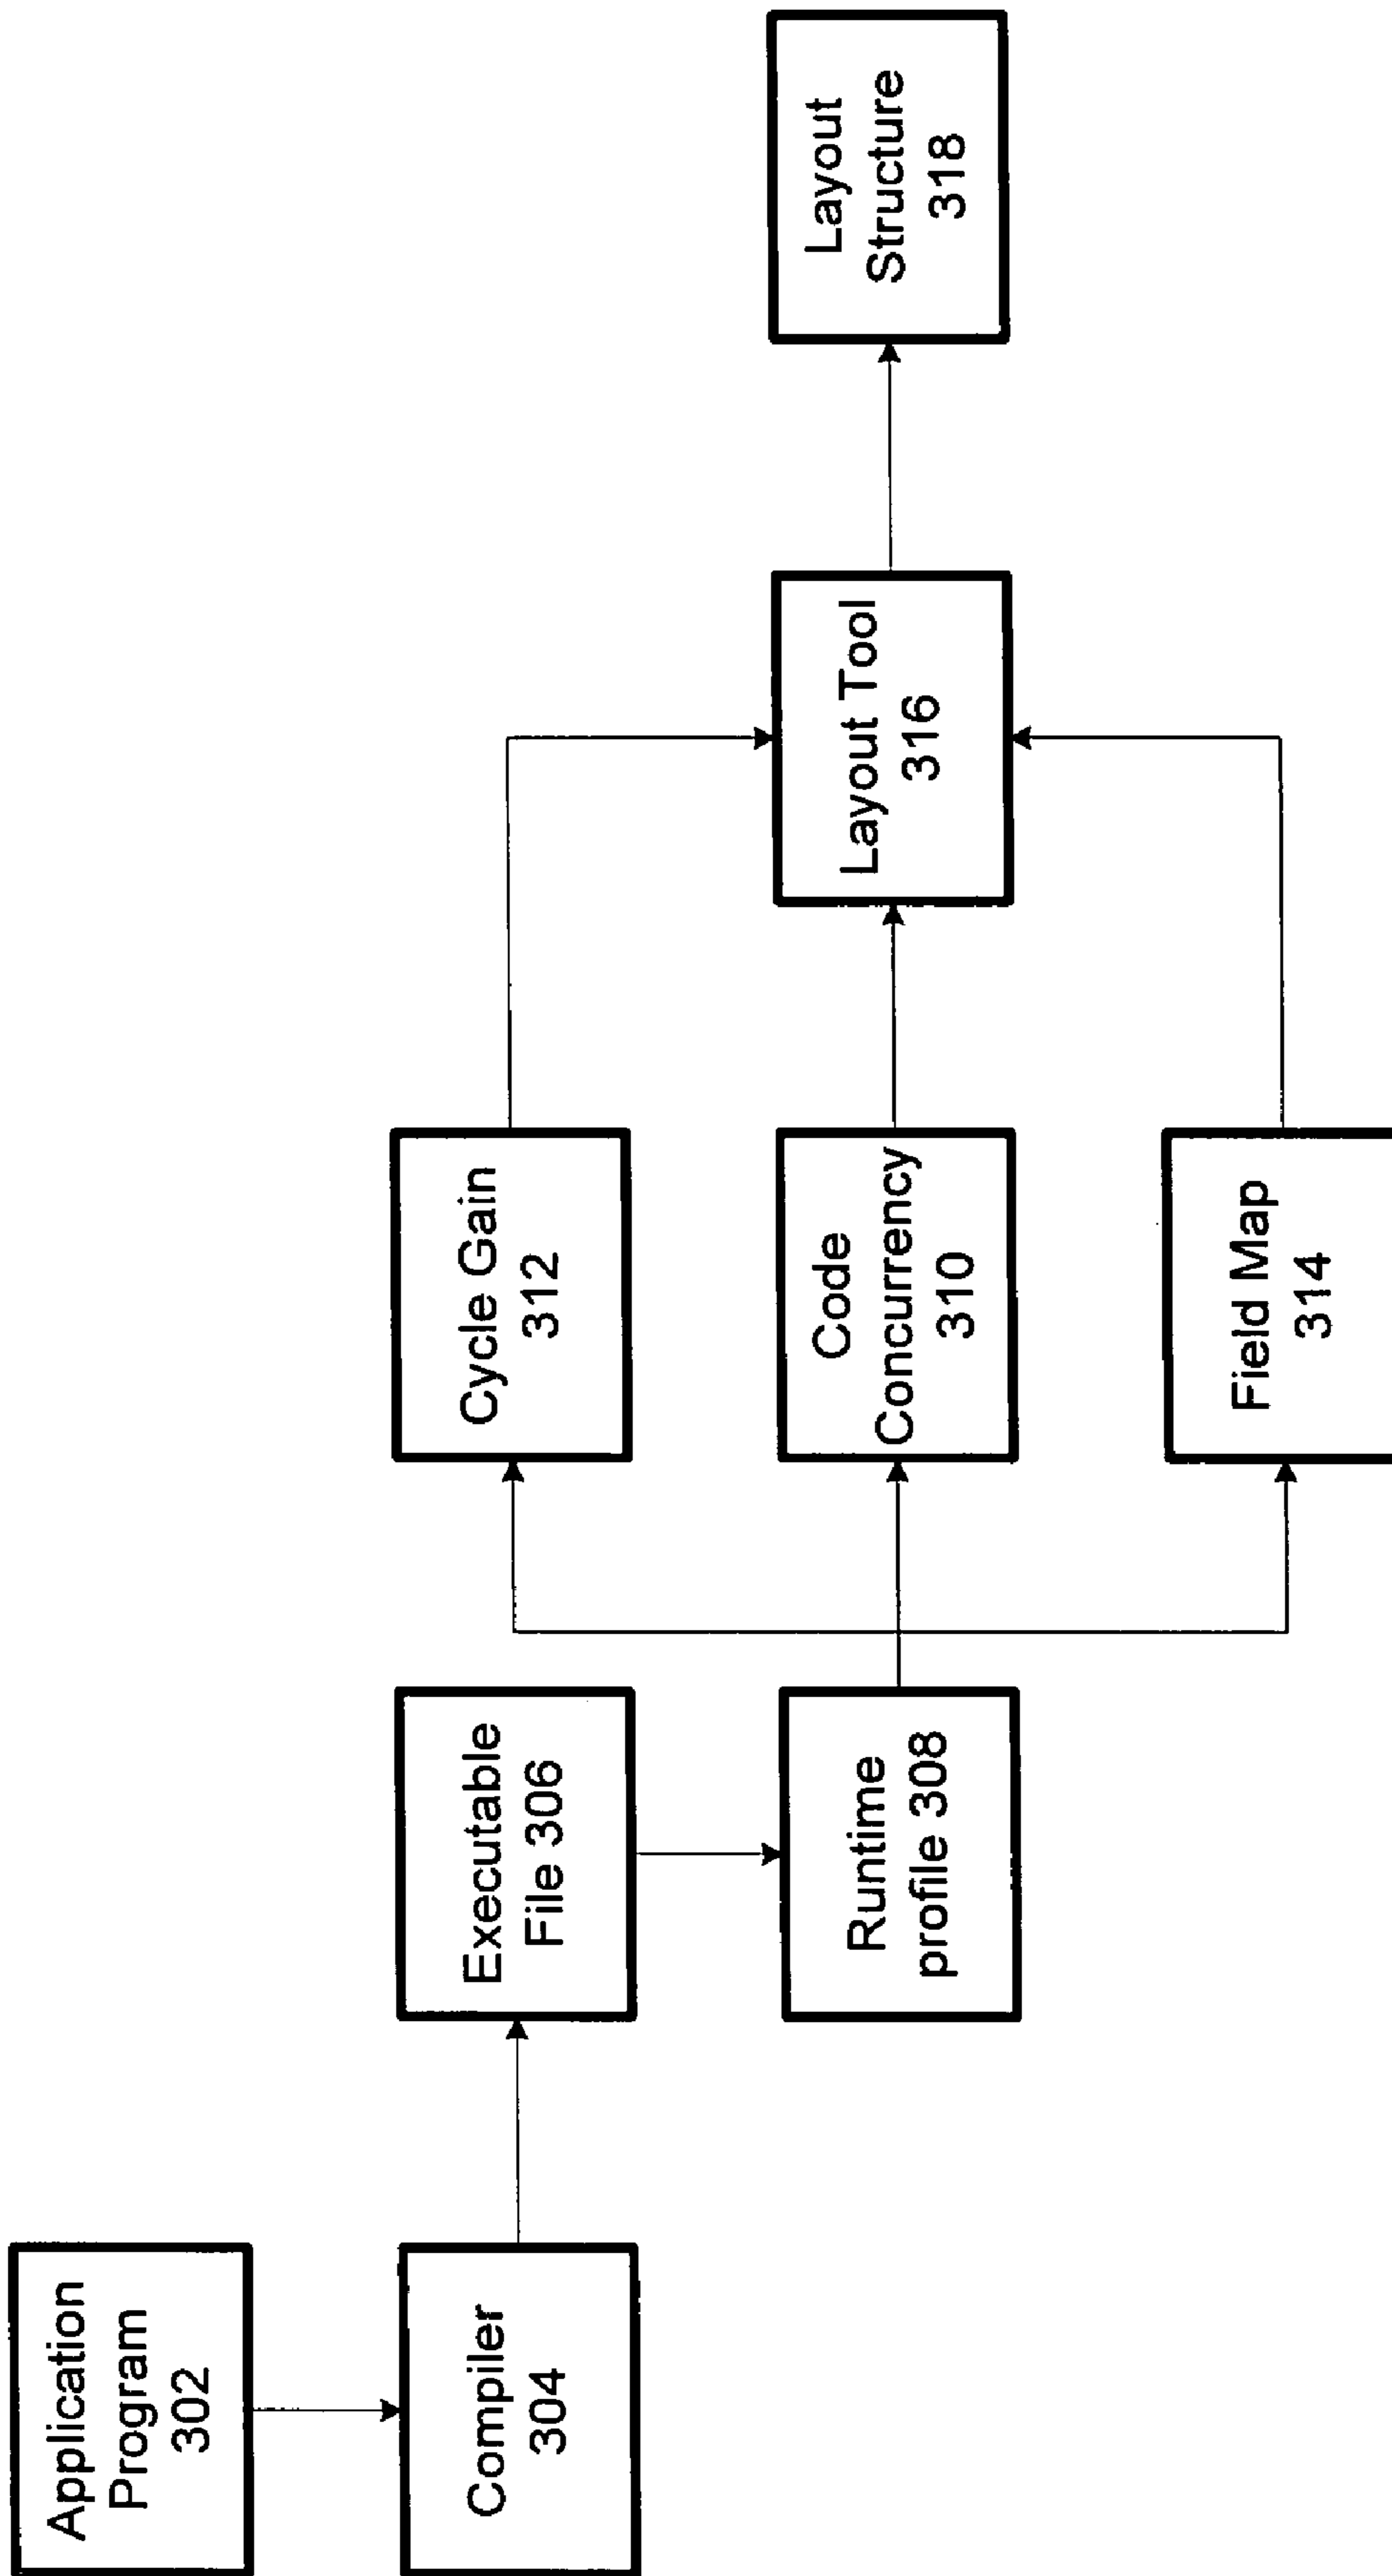 Application
Program
302
Compiler
304
Executable
File 306
Runtime
profile 308
Cycle Gain
312
Code
Concurrency
310
Field Map
314
Layout Tool
316
Layout
Structure
318